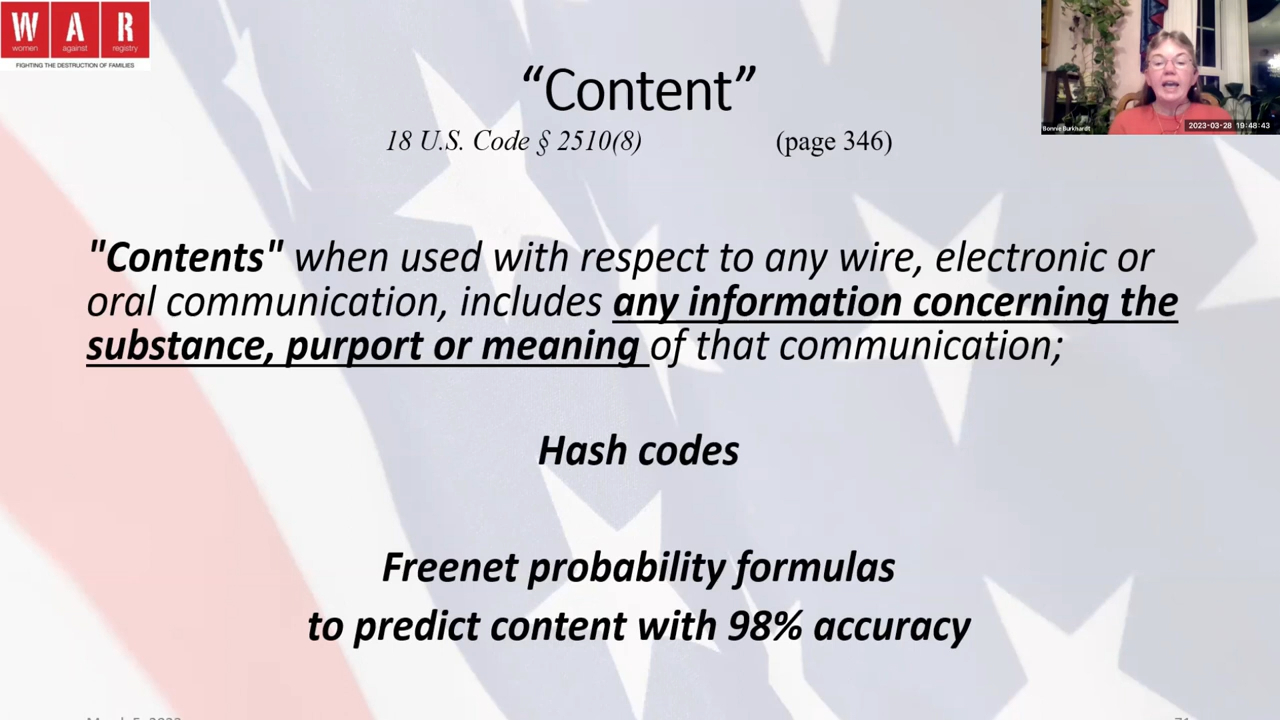 W A R
women against registry
FIGHTING THE DESTRUCTION OF FAMILIES
“Content”
18 U.S. Code § 2510(8) (page 346)
Bonnie Burkhardt
2023-03-28 19:48:43
"Contents" when used with respect to any wire, electronic or
oral communication, includes any information concerning the
substance, purport or meaning of that communication;
Hash codes
Freenet probability formulas
to predict content with 98% accuracy